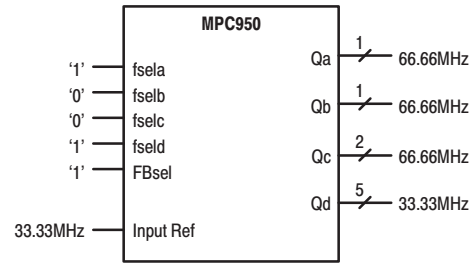 MPC950
'1' fsela
'0' fselb
'0' fselc
'1' fseld
'1' FBsel
33.33MHz Input Ref
Qa 1 66.66MHz
Qb 1 66.66MHz
Qc 2 66.66MHz
Qd 5 33.33MHz